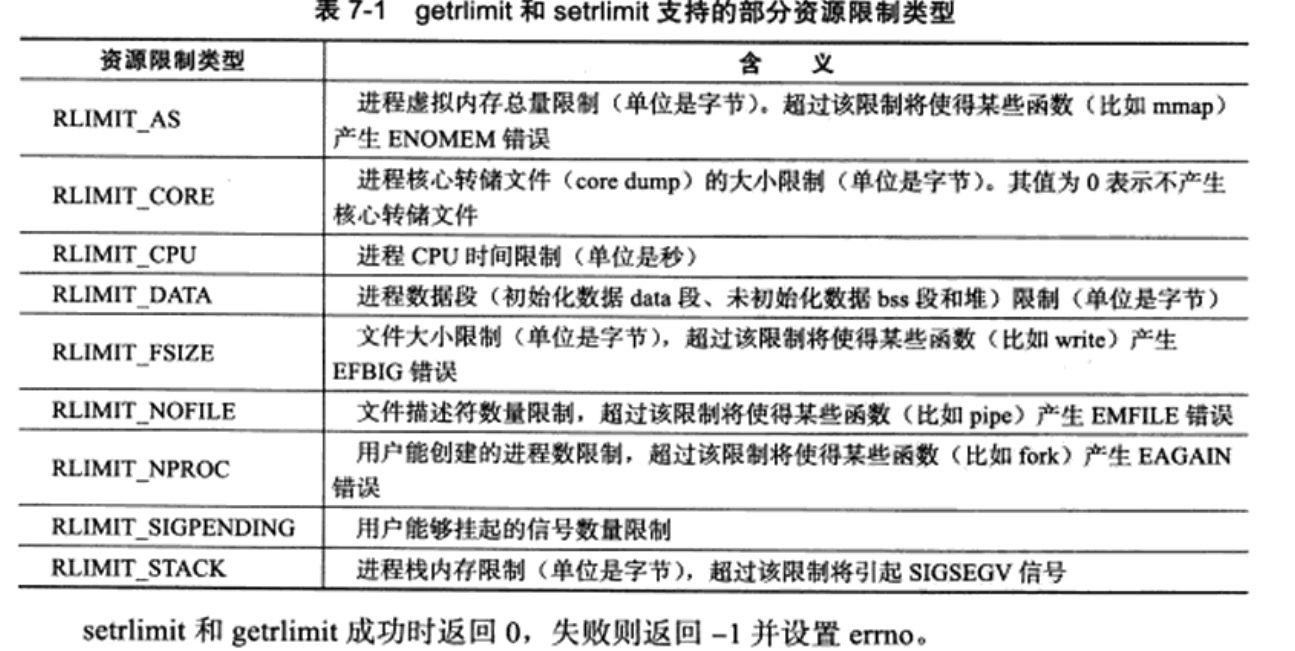 表 7-1 getrlimit 和 setrlimit 支持的部分资源限制类型
资源限制类型 含 义
RLIMIT_AS 进程虚拟内存总量限制（单位是字节）。超过该限制将使得某些函数（比如 mmap）
产生 ENOMEM 错误
RLIMIT_CORE 进程核心转储文件（core dump）的大小限制（单位是字节）。其值为 0 表示不产生
核心转储文件
RLIMIT_CPU 进程 CPU 时间限制（单位是秒）
RLIMIT_DATA 进程数据段（初始化数据 data 段、未初始化数据 bss 段和堆）限制（单位是字节）
RLIMIT_FSIZE 文件大小限制（单位是字节），超过该限制将使得某些函数（比如 write）产生
EFBIG 错误
RLIMIT_NOFILE 文件描述符数量限制，超过该限制将使得某些函数（比如 pipe）产生 EMFILE 错误
RLIMIT_NPROC 用户能创建的进程数限制，超过该限制将使得某些函数（比如 fork）产生 EAGAIN
错误
RLIMIT_SIGPENDING 用户能够挂起的信号数量限制
RLIMIT_STACK 进程栈内存限制（单位是字节），超过该限制将引起 SIGSEGV 信号
setrlimit 和 getrlimit 成功时返回 0，失败则返回 -1 并设置 errno。